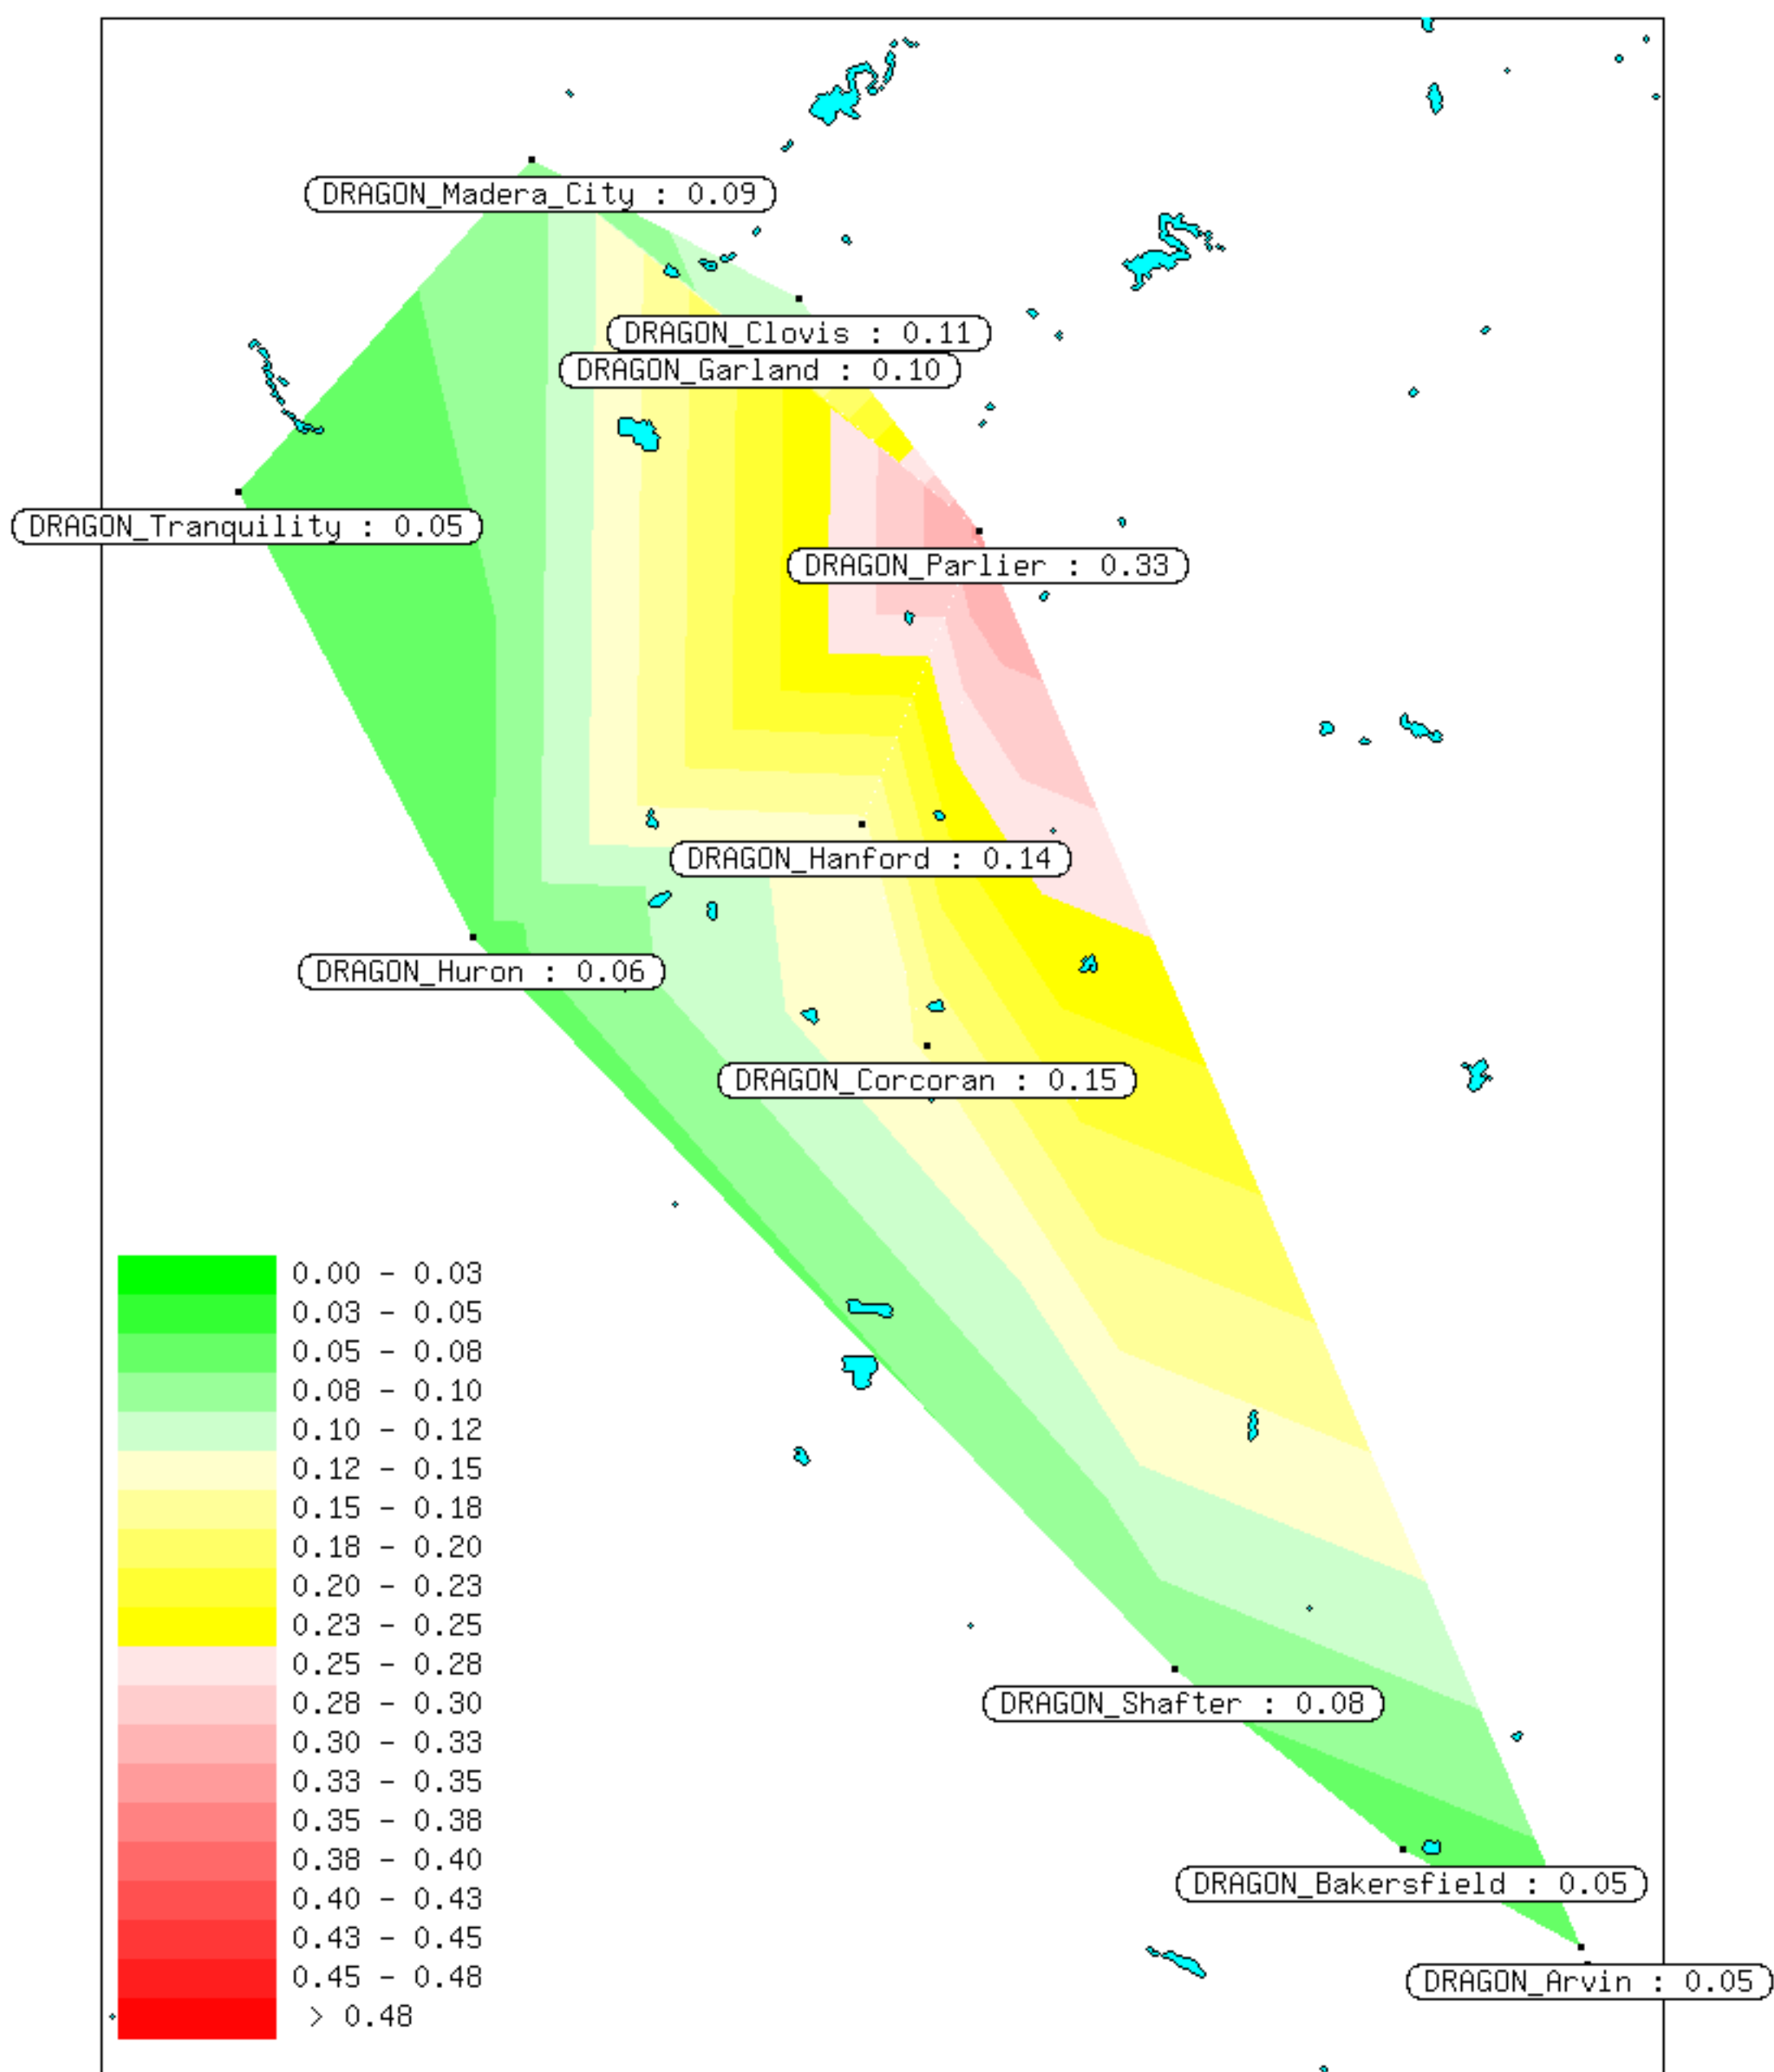 DRAGON_Madera_City : 0.09
DRAGON_Clovis : 0.11
DRAGON_Garland : 0.10
DRAGON_Tranquility : 0.05
DRAGON_Parlier : 0.33
DRAGON_Hanford : 0.14
DRAGON_Huron : 0.06
DRAGON_Corcoran : 0.15
0.00 - 0.03
0.03 - 0.05
0.05 - 0.08
0.08 - 0.10
0.10 - 0.12
0.12 - 0.15
0.15 - 0.18
0.18 - 0.20
0.20 - 0.23
0.23 - 0.25
0.25 - 0.28
0.28 - 0.30
0.30 - 0.33
0.33 - 0.35
0.35 - 0.38
0.38 - 0.40
0.40 - 0.43
0.43 - 0.45
0.45 - 0.48
> 0.48
DRAGON_Shafter : 0.08
DRAGON_Bakersfield : 0.05
DRAGON_Arvin : 0.05